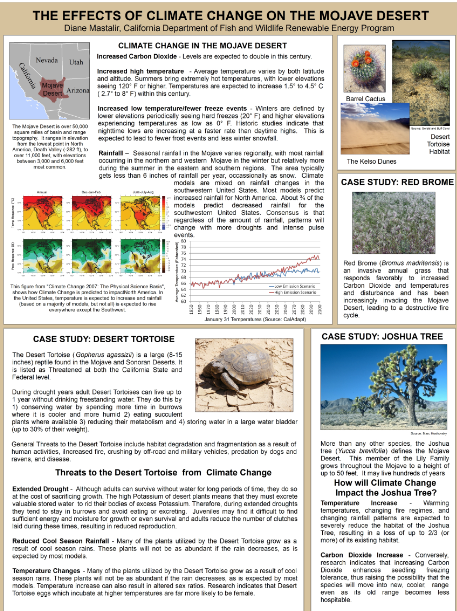 THE EFFECTS OF CLIMATE CHANGE ON THE MOJAVE DESERT
Diane Mastalir, California Department of Fish and Wildlife Renewable Energy Program
Nevada
Utah
California
Mojave
Desert
Arizona
The Mojave Desert is over 50,000
square miles of basin and range
topography. It ranges in elevation
from the lowest point in North
America, Death Valley (-282 ft), to
over 11,000 feet, with elevations
between 3,000 and 6,000 feet
most common.
CLIMATE CHANGE IN THE MOJAVE DESERT
Increased Carbon Dioxide - Levels are expected to double in this century.
Increased high temperature - Average temperature varies by both latitude
and altitude. Summers bring extremely hot temperatures, with lower elevations
seeing 120° F or higher. Temperatures are expected to increase 1.5° to 4.5° C
( 2.7° to 8° F) within this century.
Increased low temperature/fewer freeze events - Winters are defined by
lower elevations periodically seeing hard freezes (20° F) and higher elevations
experiencing temperatures as low as 0° F. Historic studies indicate that
nighttime lows are increasing at a faster rate than daytime highs. This is
expected to lead to fewer frost events and less winter snowfall.
Rainfall – Seasonal rainfall in the Mojave varies regionally, with most rainfall
occurring in the northern and western Mojave in the winter but relatively more
during the summer in the eastern and southern regions. The area typically
gets less than 6 inches of rainfall per year, occasionally as snow. Climate
models are mixed on rainfall changes in the
southwestern United States. Most models predict
increased rainfall for North America. About ¾ of the
models predict decreased rainfall for the
southwestern United States. Consensus is that
regardless of the amount of rainfall, patterns will
change with more droughts and intense pulse
events.
This figure from "Climate Change 2007: The Physical Science Basis",
shows how Climate Change is predicted to impact North America. In
the United States, temperature is expected to increase and rainfall
(based on a majority of models, but not all) is expected to rise
everywhere except the Southwest.
Low Emission Scenario
High Emission Scenario
January 31 Temperatures (Source: CalAdapt)
Barrel Cactus
Desert
Tortoise
Habitat
The Kelso Dunes
CASE STUDY: RED BROME
Red Brome (Bromus madritensis) is
an invasive annual grass that
responds favorably to increased
Carbon Dioxide and temperatures
and disturbance and has been
increasingly invading the Mojave
Desert, leading to a destructive fire
cycle.
CASE STUDY: DESERT TORTOISE
The Desert Tortoise (Gopherus agassizii) is a large (8-15
inches) reptile found in the Mojave and Sonoran Deserts. It
is listed as Threatened at both the California State and
Federal level.
During drought years adult Desert Tortoises can live up to
1 year without drinking freestanding water. They do this by
1) conserving water by spending more time in burrows
where it is cooler and more humid 2) eating succulent
plants where available 3) reducing their metabolism and 4) storing water in a large water bladder
(up to 30% of their weight).
General Threats to the Desert Tortoise include habitat degradation and fragmentation as a result of
human activities, increased fire, crushing by off-road and military vehicles, predation by dogs and
ravens, and disease.
Threats to the Desert Tortoise from Climate Change
Extended Drought - Although adults can survive without water for long periods of time, they do so
at the cost of sacrificing growth. The high Potassium of desert plants means that they must excrete
valuable stored water to rid their bodies of excess Potassium. Therefore, during extended droughts
they tend to stay in burrows and avoid eating or excreting. Juveniles may find it difficult to find
sufficient energy and moisture for growth or even survival and adults reduce the number of clutches
laid during these times, resulting in reduced reproduction.
Reduced Cool Season Rainfall - Many of the plants utilized by the Desert Tortoise grow as a
result of cool season rains. These plants will not be as abundant if the rain decreases, as is
expected by most models.
Temperature Changes - Many of the plants utilized by the Desert Tortoise grow as a result of cool
season rains. These plants will not be as abundant if the rain decreases, as is expected by most
models. Temperature increase can also result in altered sex ratios. Research indicates that Desert
Tortoise eggs which incubate at higher temperatures are far more likely to be female.
CASE STUDY: JOSHUA TREE
More than any other species, the Joshua
tree (Yucca brevifolia) defines the Mojave
Desert. This member of the Lily Family
grows throughout the Mojave to a height of
up to 50 feet. It may live hundreds of years
How will Climate Change
Impact the Joshua Tree?
Temperature Increase - Warming
temperatures, changing fire regimes, and
changing rainfall patterns are expected to
severely reduce the habitat of the Joshua
Tree, resulting in a loss of up to 2/3 (or
more) of its existing habitat.
Carbon Dioxide Increase - Conversely,
research indicates that increasing Carbon
Dioxide enhances seedling freezing
tolerance, thus raising the possibility that the
species will move into new, cooler, range
even as its old range becomes less
hospitable.